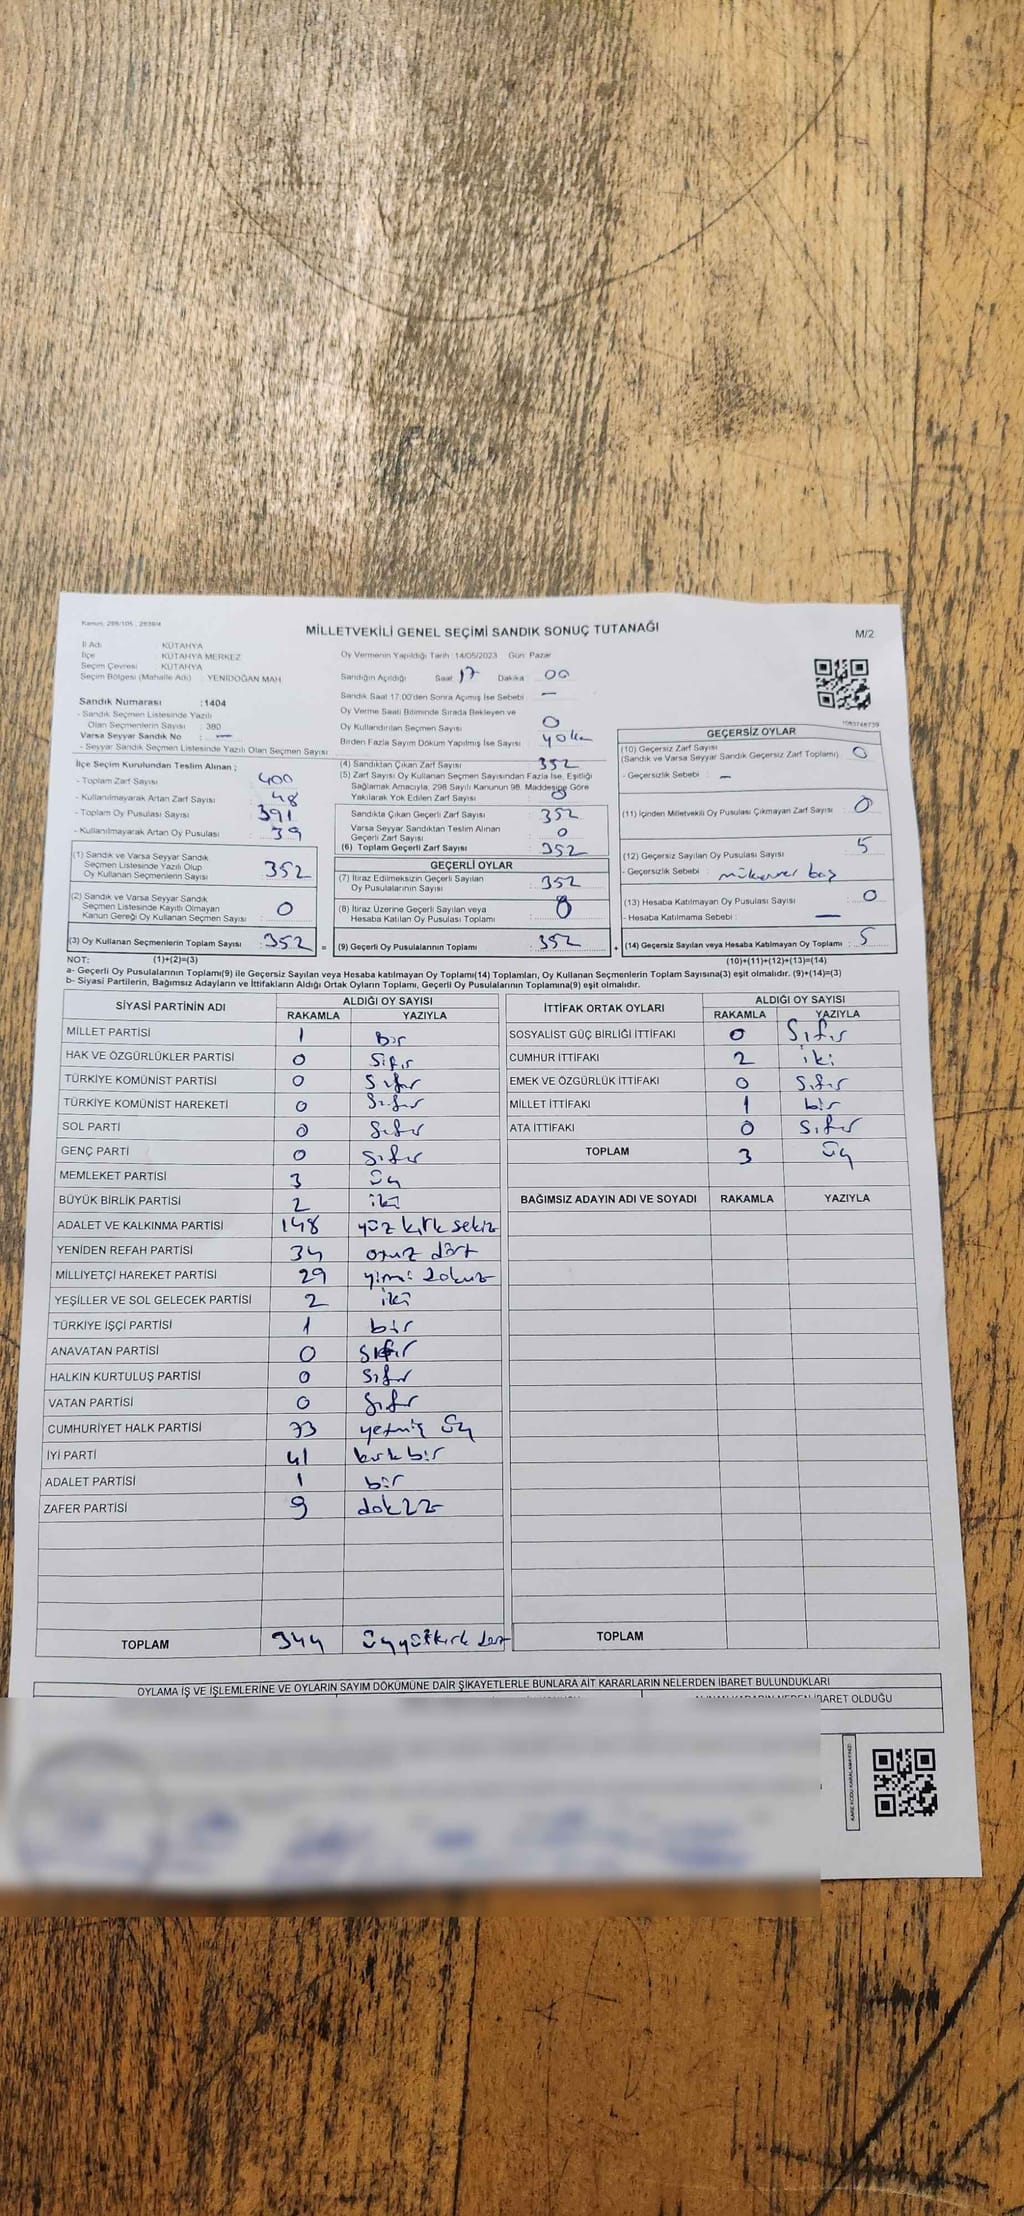 Kanun: 298/105 , 2839/4
MİLLETVEKİLİ GENEL SEÇİMİ SANDIK SONUÇ TUTANAĞI
M/2
İl Adı : KÜTAHYA
İlçe : KÜTAHYA MERKEZ
Seçim Çevresi : KÜTAHYA
Seçim Bölgesi (Mahalle Adı) : YENİDOĞAN MAH
Sandık Numarası :1404
- Sandık Seçmen Listesinde Yazılı
Olan Seçmenlerin Sayısı : 380
Varsa Seyyar Sandık No : —
- Seyyar Sandık Seçmen Listesinde Yazılı Olan Seçmen Sayısı
Oy Vermenin Yapıldığı Tarih : 14/05/2023 Gün: Pazar
Sandığın Açıldığı Saat : 17 Dakika 00
Sandık Saat 17:00'den Sonra Açımış İse Sebebi : —
Oy Verme Saati Bitiminde Sırada Bekleyen ve
Oy Kullandırılan Seçmen Sayısı : 0
Birden Fazla Sayım Döküm Yapılmış İse Sayısı :
1083748739
İlçe Seçim Kurulundan Teslim Alınan ;
- Toplam Zarf Sayısı : 400
- Kullanılmayarak Artan Zarf Sayısı : 48
- Toplam Oy Pusulası Sayısı : 391
- Kullanılmayarak Artan Oy Pusulası : 39
(1) Sandık ve Varsa Seyyar Sandık
Seçmen Listesinde Yazılı Olup
Oy Kullanan Seçmenlerin Sayısı : 352
(2) Sandık ve Varsa Seyyar Sandık
Seçmen Listesinde Kayıtlı Olmayan
Kanun Gereği Oy Kullanan Seçmen Sayısı : 0
(3) Oy Kullanan Seçmenlerin Toplam Sayısı : 352 =
(4) Sandıktan Çıkan Zarf Sayısı : 352
(5) Zarf Sayısı Oy Kullanan Seçmen Sayısından Fazla İse, Eşitliği
Sağlamak Amacıyla, 298 Sayılı Kanunun 98. Maddesine Göre
Yakılarak Yok Edilen Zarf Sayısı : 0
Sandıkta Çıkan Geçerli Zarf Sayısı : 352
Varsa Seyyar Sandıktan Teslim Alınan
Geçerli Zarf Sayısı : 0
(6) Toplam Geçerli Zarf Sayısı : 352
GEÇERLİ OYLAR
(7) İtiraz Edilmeksizin Geçerli Sayılan
Oy Pusulalarının Sayısı : 352
(8) İtiraz Üzerine Geçerli Sayılan veya
Hesaba Katılan Oy Pusulası Toplamı : 0
(9) Geçerli Oy Pusulalarının Toplamı : 352 +
GEÇERSİZ OYLAR
(10) Geçersiz Zarf Sayısı
(Sandık ve Varsa Seyyar Sandık Geçersiz Zarf Toplamı) : 0
- Geçersizlik Sebebi : —
(11) İçinden Milletvekili Oy Pusulası Çıkmayan Zarf Sayısı : 0
(12) Geçersiz Sayılan Oy Pusulası Sayısı : 5
- Geçersizlik Sebebi :
(13) Hesaba Katılmayan Oy Pusulası Sayısı : 0
- Hesaba Katılmama Sebebi : —
(14) Geçersiz Sayılan veya Hesaba Katılmayan Oy Toplamı : 5
NOT: (1)+(2)=(3) (10)+(11)+(12)+(13)=(14)
a- Geçerli Oy Pusulalarının Toplamı(9) ile Geçersiz Sayılan veya Hesaba katılmayan Oy Toplamı(14) Toplamları, Oy Kullanan Seçmenlerin Toplam Sayısına(3) eşit olmalıdır. (9)+(14)=(3)
b- Siyasi Partilerin, Bağımsız Adayların ve İttifakların Aldığı Oyların Toplamı, Geçerli Oy Pusulalarının Toplamına(9) eşit olmalıdır.
SİYASİ PARTİNİN ADI ALDIĞI OY SAYISI
RAKAMLA YAZIYLA
MİLLET PARTİSİ 1 bir
HAK VE ÖZGÜRLÜKLER PARTİSİ 0 Sıfır
TÜRKİYE KOMÜNİST PARTİSİ 0 Sıfır
TÜRKİYE KOMÜNİST HAREKETİ 0 Sıfır
SOL PARTİ 0 Sıfır
GENÇ PARTİ 0 Sıfır
MEMLEKET PARTİSİ 3 üç
BÜYÜK BİRLİK PARTİSİ 2 iki
ADALET VE KALKINMA PARTİSİ 148 yüz kırk sekiz
YENİDEN REFAH PARTİSİ 34 otuz dört
MİLLİYETÇİ HAREKET PARTİSİ 29 yirmi dokuz
YEŞİLLER VE SOL GELECEK PARTİSİ 2 iki
TÜRKİYE İŞÇİ PARTİSİ 1 bir
ANAVATAN PARTİSİ 0 Sıfır
HALKIN KURTULUŞ PARTİSİ 0 Sıfır
VATAN PARTİSİ 0 Sıfır
CUMHURİYET HALK PARTİSİ 73 yetmiş üç
İYİ PARTİ 41 kırk bir
ADALET PARTİSİ 1 bir
ZAFER PARTİSİ 9 dokuz
TOPLAM 344 üçyüzkırk dört
İTTİFAK ORTAK OYLARI ALDIĞI OY SAYISI
RAKAMLA YAZIYLA
SOSYALİST GÜÇ BİRLİĞİ İTTİFAKI 0 Sıfır
CUMHUR İTTİFAKI 2 iki
EMEK VE ÖZGÜRLÜK İTTİFAKI 0 Sıfır
MİLLET İTTİFAKI 1 bir
ATA İTTİFAKI 0 Sıfır
TOPLAM 3 üç
BAĞIMSIZ ADAYIN ADI VE SOYADI RAKAMLA YAZIYLA
TOPLAM
OYLAMA İŞ VE İŞLEMLERİNE VE OYLARIN SAYIM DÖKÜMÜNE DAİR ŞİKAYETLERLE BUNLARA AİT KARARLARIN NELERDEN İBARET BULUNDUKLARI
İBARET OLDUĞU